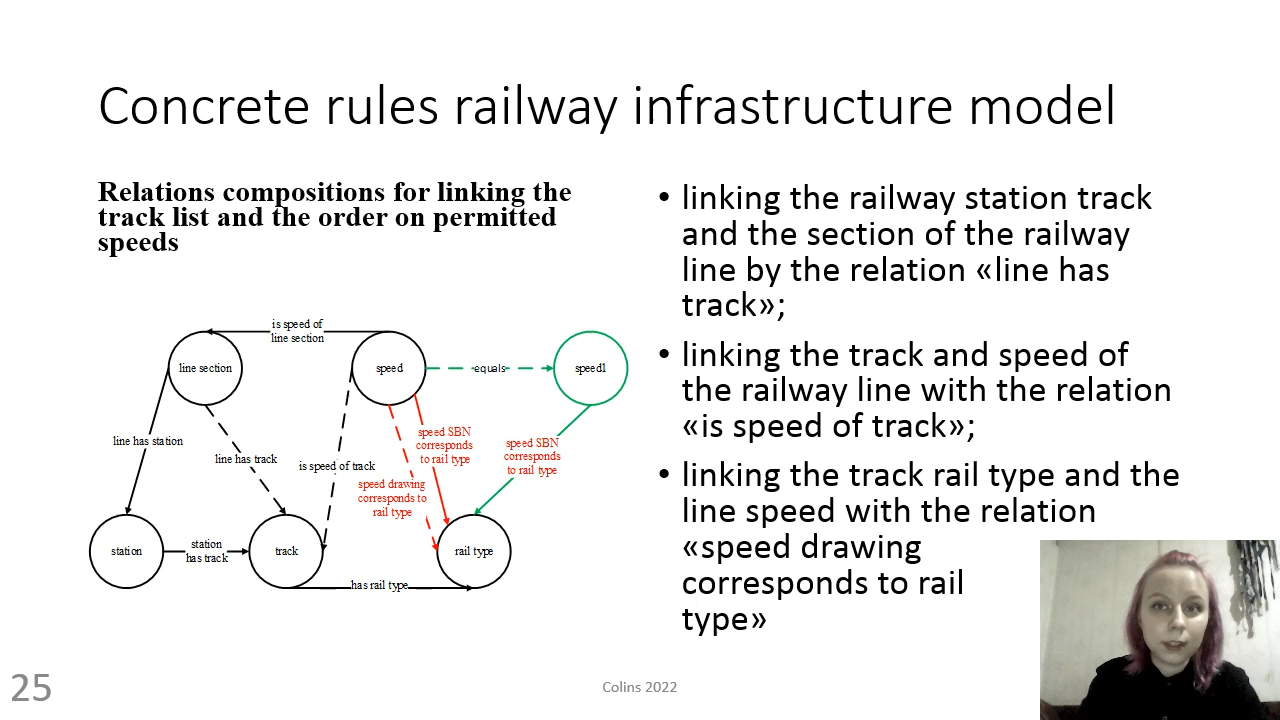 Concrete rules railway infrastructure model
Relations compositions for linking the
track list and the order on permitted
speeds
• linking the railway station track
and the section of the railway
line by the relation «line has
track»;
• linking the track and speed of
the railway line with the relation
«is speed of track»;
• linking the track rail type and the
line speed with the relation
«speed drawing
corresponds to rail
type»
is speed of
line section
line section
speed
equals
speed1
line has station
line has track
is speed of track
speed SBN
corresponds
to rail type
speed drawing
corresponds to
rail type
speed SBN
corresponds
to rail type
station
station
has track
track
rail type
has rail type
25
Colins 2022